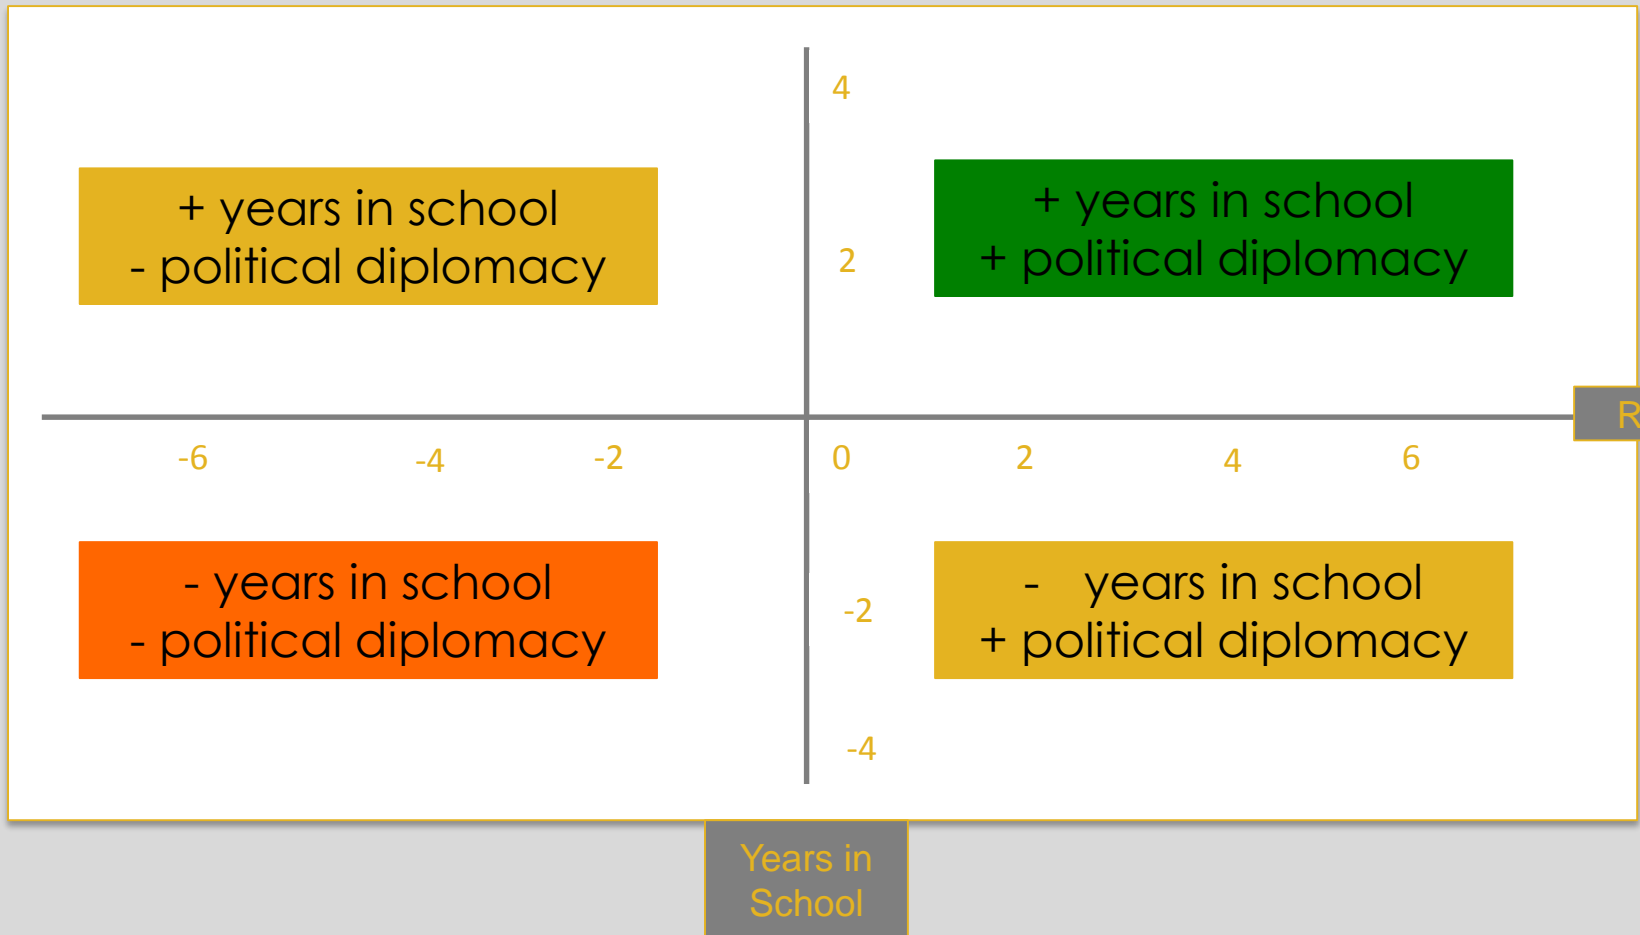 4
+ years in school
- political diplomacy
+ years in school
+ political diplomacy
2
R
-6
-4
-2
0
2
4
6
- years in school
- political diplomacy
- years in school
+ political diplomacy
-2
-4
Years in
School